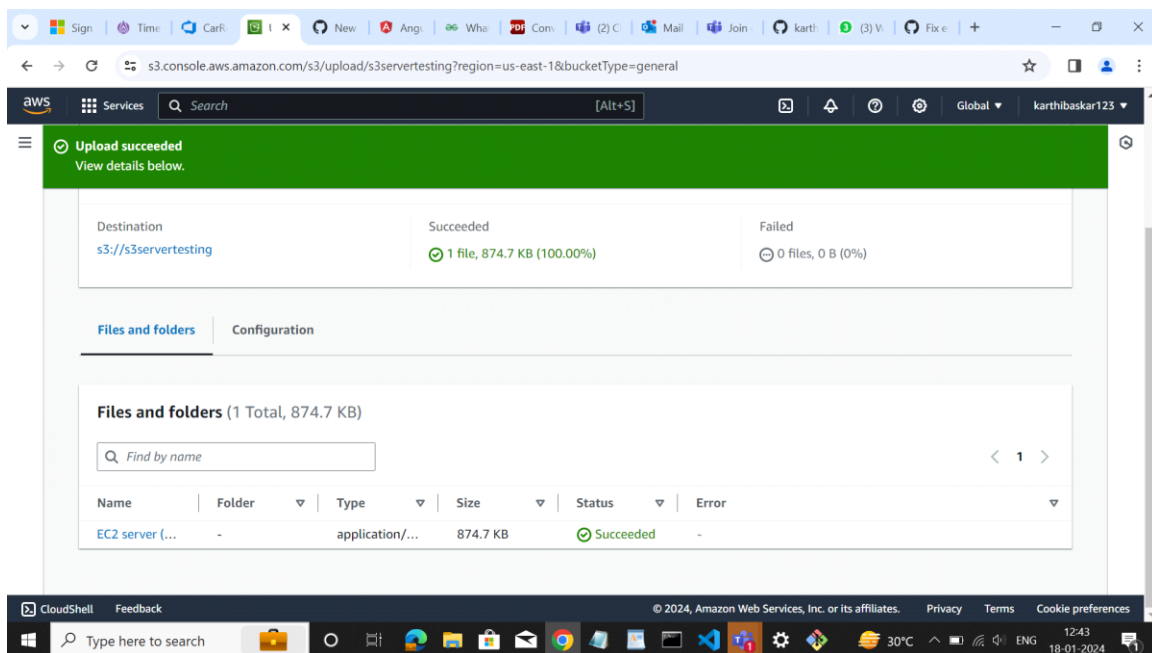 Sign Time CarR New Angu Wha PDF Conv (2) C Mail Join karth (3) W Fix e
s3.console.aws.amazon.com/s3/upload/s3servertesting?region=us-east-1&bucketType=general
aws Services Search [Alt+S] Global karthibaskar123
Upload succeeded
View details below.
Destination Succeeded Failed
s3://s3servertesting 1 file, 874.7 KB (100.00%) 0 files, 0 B (0%)
Files and folders Configuration
Files and folders (1 Total, 874.7 KB)
Find by name 1
Name Folder Type Size Status Error
EC2 server (... - application/... 874.7 KB Succeeded -
CloudShell Feedback © 2024, Amazon Web Services, Inc. or its affiliates. Privacy Terms Cookie preferences
Type here to search 30°C ENG 12:43
18-01-2024